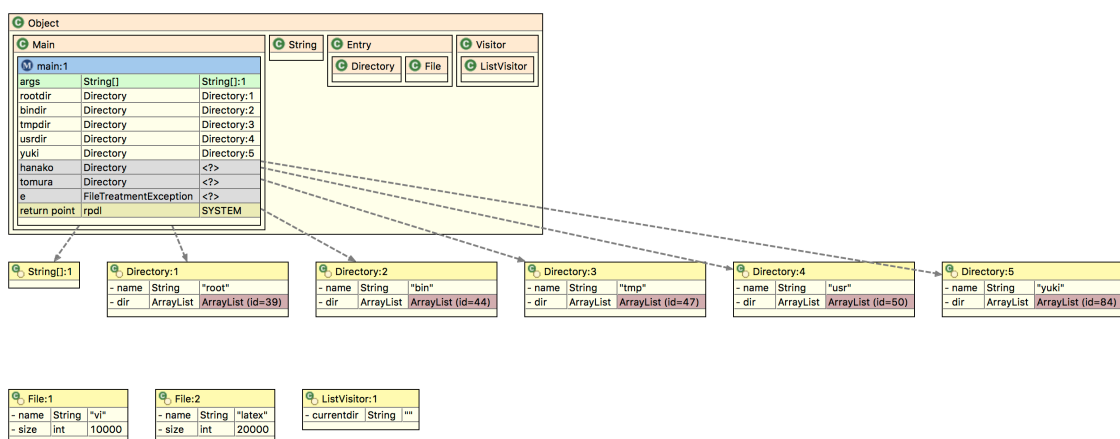 Object
Main
String
Entry
Visitor
main:1
Directory
File
ListVisitor
args String[] String[]:1
rootdir Directory Directory:1
bindir Directory Directory:2
tmpdir Directory Directory:3
usrdir Directory Directory:4
yuki Directory Directory:5
hanako Directory <?>
tomura Directory <?>
e FileTreatmentException <?>
return point rpdl SYSTEM
String[]:1
Directory:1
- name String "root"
- dir ArrayList ArrayList (id=39)
Directory:2
- name String "bin"
- dir ArrayList ArrayList (id=44)
Directory:3
- name String "tmp"
- dir ArrayList ArrayList (id=47)
Directory:4
- name String "usr"
- dir ArrayList ArrayList (id=50)
Directory:5
- name String "yuki"
- dir ArrayList ArrayList (id=84)
File:1
- name String "vi"
- size int 10000
File:2
- name String "latex"
- size int 20000
ListVisitor:1
- currentdir String ""